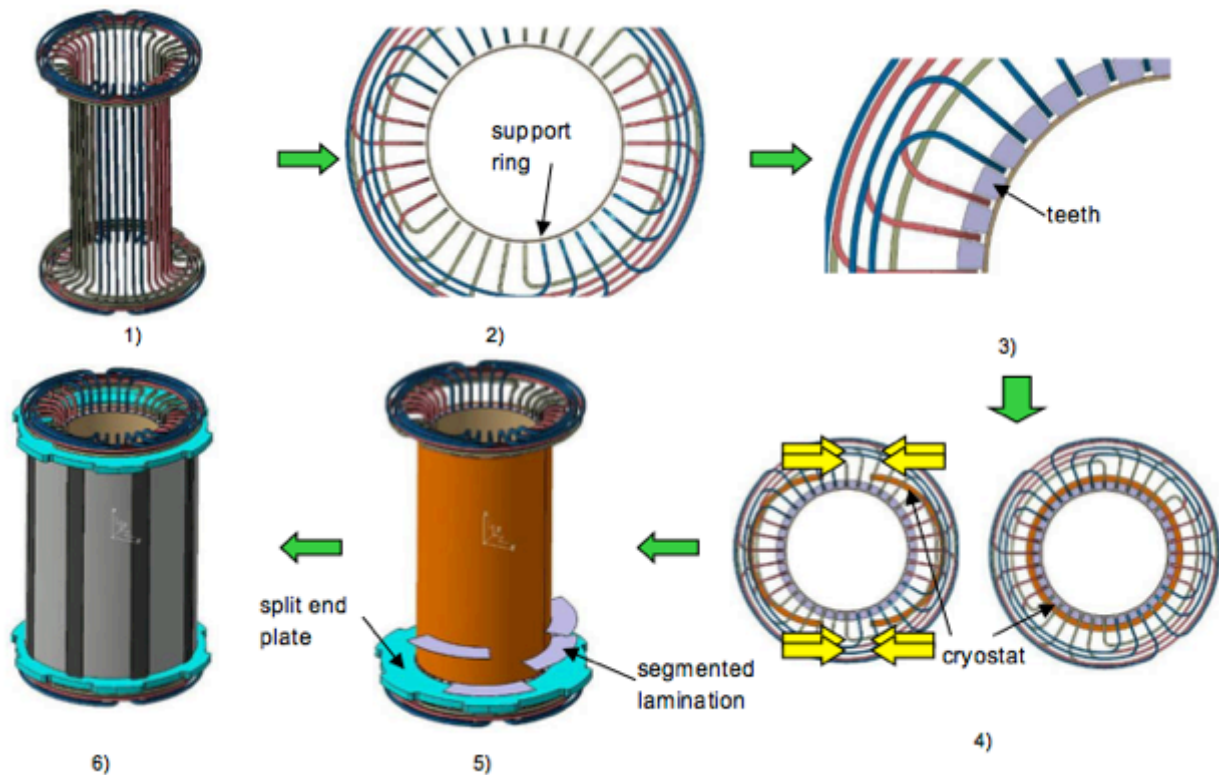 support
ring
teeth
1)
2)
3)
split end
plate
segmented
lamination
cryostat
6)
5)
4)